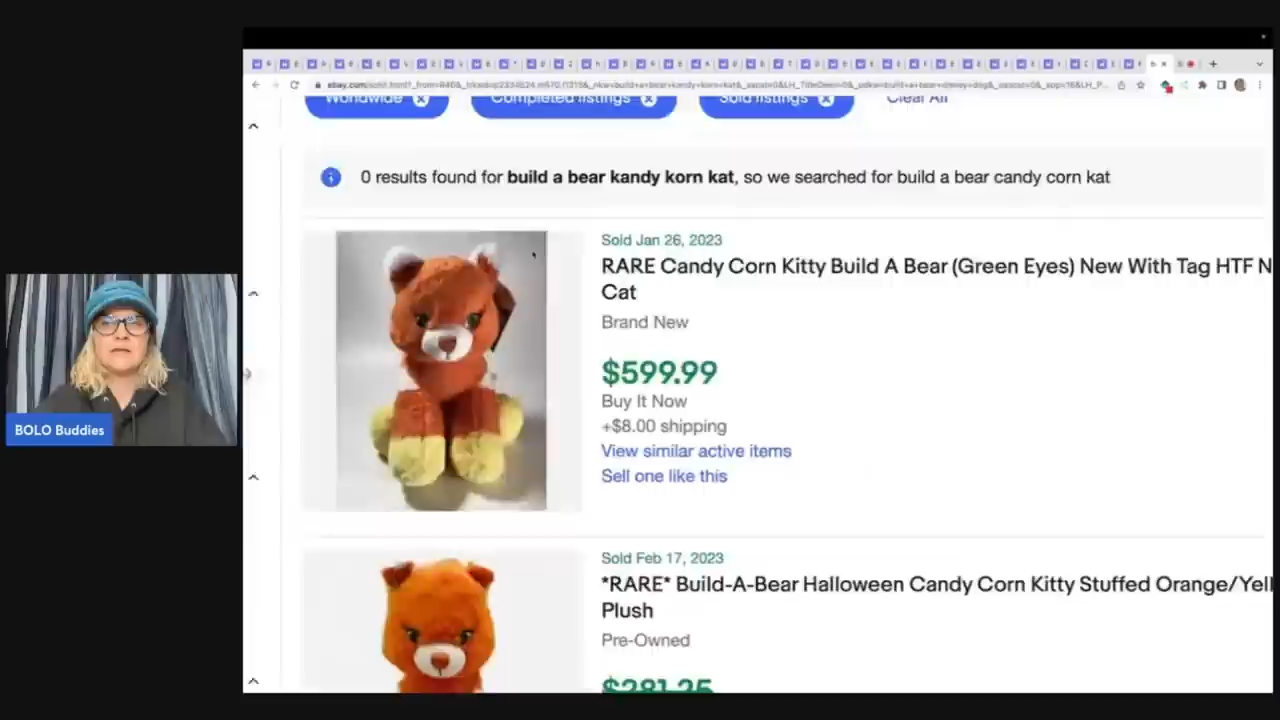 ebay.com
Worldwide
Completed listings
Sold listings
Clear All
0 results found for build a bear kandy korn kat, so we searched for build a bear candy corn kat
Sold Jan 26, 2023
RARE Candy Corn Kitty Build A Bear (Green Eyes) New With Tag HTF N
Cat
Brand New
$599.99
Buy It Now
+$8.00 shipping
View similar active items
Sell one like this
Sold Feb 17, 2023
*RARE* Build-A-Bear Halloween Candy Corn Kitty Stuffed Orange/Yell
Plush
Pre-Owned
$281.25
BOLO Buddies